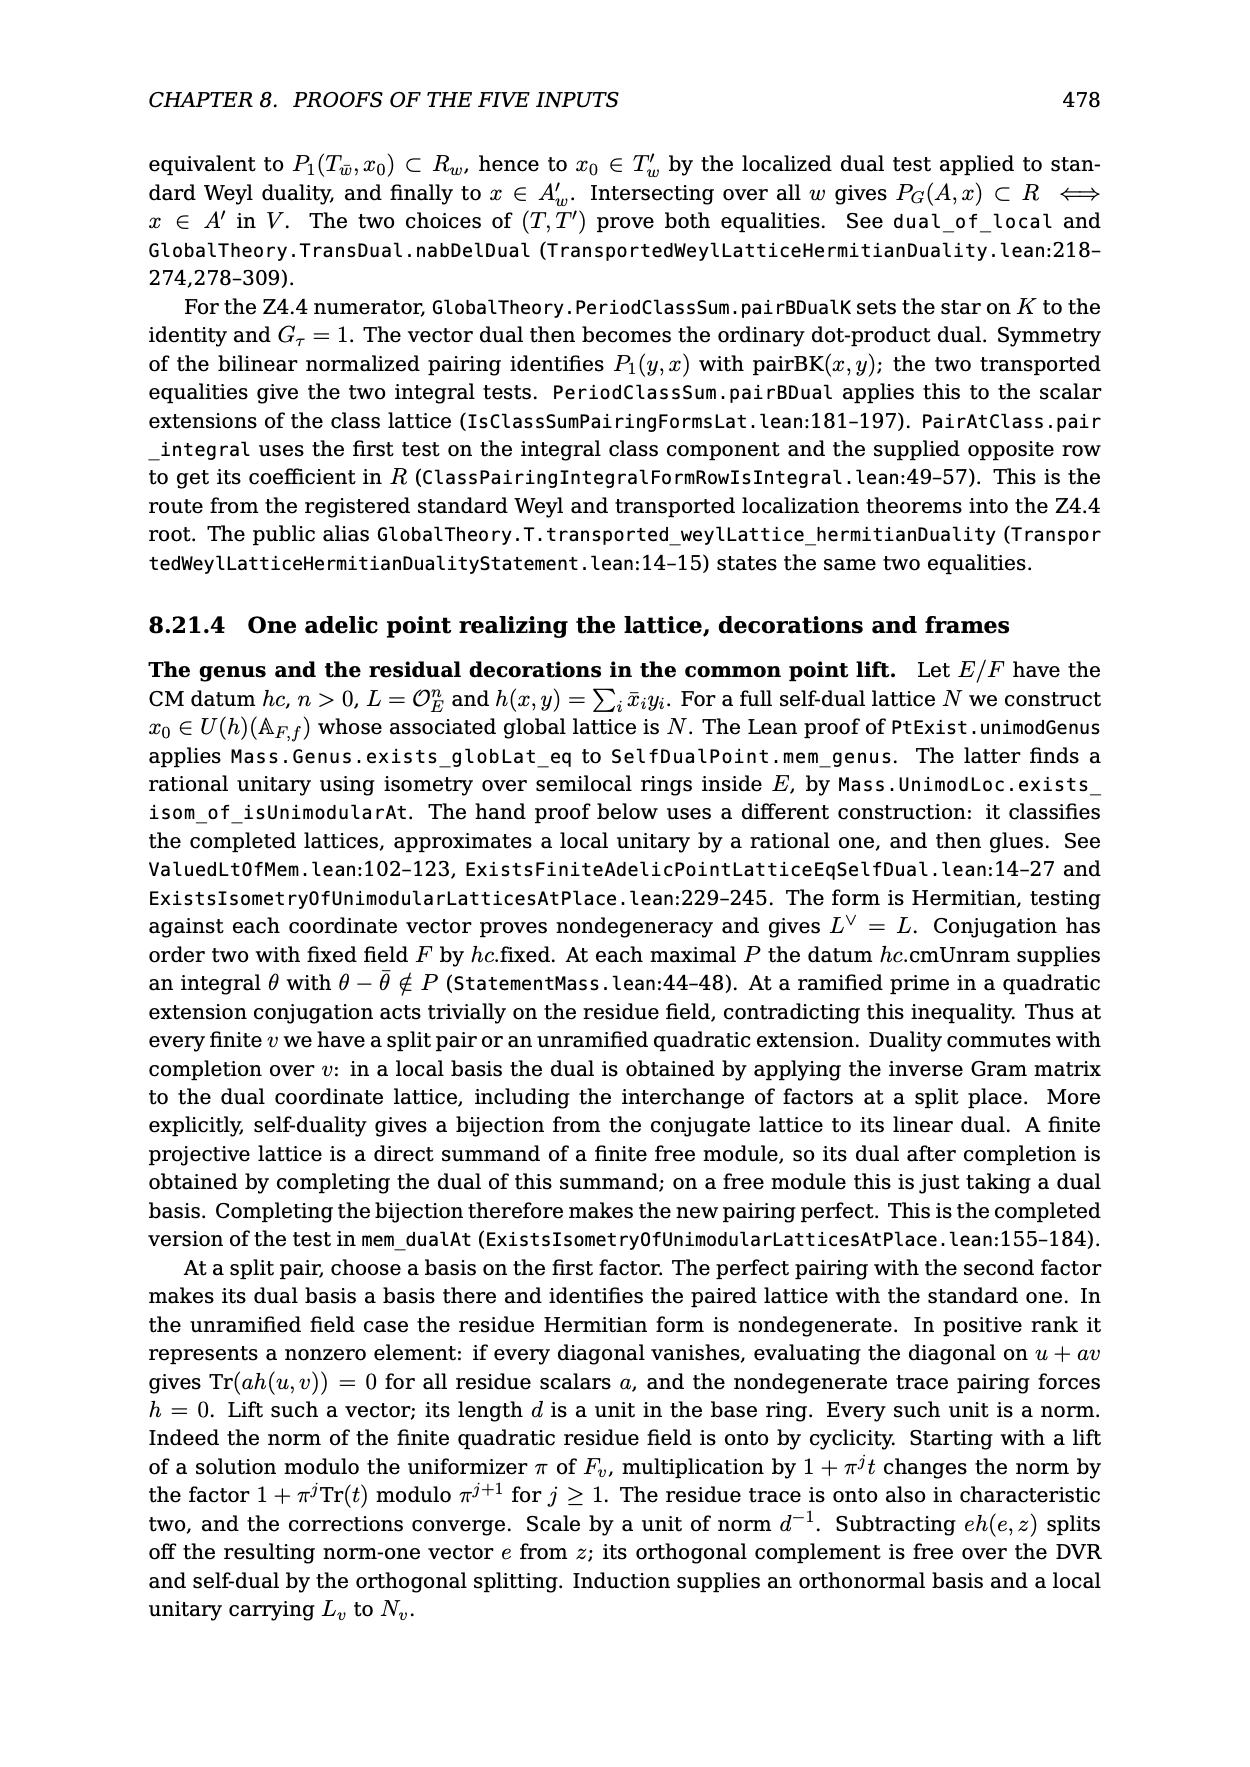 CHAPTER 8. PROOFS OF THE FIVE INPUTS 478
equivalent to P₁(T_w̄, x₀) ⊂ R_w, hence to x₀ ∈ T′_w by the localized dual test applied to stan-
dard Weyl duality, and finally to x ∈ A′_w. Intersecting over all w gives P_G(A, x) ⊂ R ⟺
x ∈ A′ in V. The two choices of (T, T′) prove both equalities. See dual_of_local and
GlobalTheory.TransDual.nabDelDual (TransportedWeylLatticeHermitianDuality.lean:218–
274,278–309).
For the Z4.4 numerator, GlobalTheory.PeriodClassSum.pairBDualK sets the star on K to the
identity and G_τ = 1. The vector dual then becomes the ordinary dot-product dual. Symmetry
of the bilinear normalized pairing identifies P₁(y, x) with pairBK(x, y); the two transported
equalities give the two integral tests. PeriodClassSum.pairBDual applies this to the scalar
extensions of the class lattice (IsClassSumPairingFormsLat.lean:181–197). PairAtClass.pair
_integral uses the first test on the integral class component and the supplied opposite row
to get its coefficient in R (ClassPairingIntegralFormRowIsIntegral.lean:49–57). This is the
route from the registered standard Weyl and transported localization theorems into the Z4.4
root. The public alias GlobalTheory.T.transported_weylLattice_hermitianDuality (Transpor
tedWeylLatticeHermitianDualityStatement.lean:14–15) states the same two equalities.
8.21.4 One adelic point realizing the lattice, decorations and frames
The genus and the residual decorations in the common point lift. Let E/F have the
CM datum hc, n > 0, L = 𝒪_E^n and h(x, y) = ∑_i x̄_i y_i. For a full self-dual lattice N we construct
x₀ ∈ U(h)(𝔸_{F,f}) whose associated global lattice is N. The Lean proof of PtExist.unimodGenus
applies Mass.Genus.exists_globLat_eq to SelfDualPoint.mem_genus. The latter finds a
rational unitary using isometry over semilocal rings inside E, by Mass.UnimodLoc.exists_
isom_of_isUnimodularAt. The hand proof below uses a different construction: it classifies
the completed lattices, approximates a local unitary by a rational one, and then glues. See
ValuedLtOfMem.lean:102–123, ExistsFiniteAdelicPointLatticeEqSelfDual.lean:14–27 and
ExistsIsometryOfUnimodularLatticesAtPlace.lean:229–245. The form is Hermitian, testing
against each coordinate vector proves nondegeneracy and gives L^∨ = L. Conjugation has
order two with fixed field F by hc.fixed. At each maximal P the datum hc.cmUnram supplies
an integral θ with θ − θ̄ ∉ P (StatementMass.lean:44–48). At a ramified prime in a quadratic
extension conjugation acts trivially on the residue field, contradicting this inequality. Thus at
every finite v we have a split pair or an unramified quadratic extension. Duality commutes with
completion over v: in a local basis the dual is obtained by applying the inverse Gram matrix
to the dual coordinate lattice, including the interchange of factors at a split place. More
explicitly, self-duality gives a bijection from the conjugate lattice to its linear dual. A finite
projective lattice is a direct summand of a finite free module, so its dual after completion is
obtained by completing the dual of this summand; on a free module this is just taking a dual
basis. Completing the bijection therefore makes the new pairing perfect. This is the completed
version of the test in mem_dualAt (ExistsIsometryOfUnimodularLatticesAtPlace.lean:155–184).
At a split pair, choose a basis on the first factor. The perfect pairing with the second factor
makes its dual basis a basis there and identifies the paired lattice with the standard one. In
the unramified field case the residue Hermitian form is nondegenerate. In positive rank it
represents a nonzero element: if every diagonal vanishes, evaluating the diagonal on u + av
gives Tr(ah(u, v)) = 0 for all residue scalars a, and the nondegenerate trace pairing forces
h = 0. Lift such a vector; its length d is a unit in the base ring. Every such unit is a norm.
Indeed the norm of the finite quadratic residue field is onto by cyclicity. Starting with a lift
of a solution modulo the uniformizer π of F_v, multiplication by 1 + π^j t changes the norm by
the factor 1 + π^j Tr(t) modulo π^{j+1} for j ≥ 1. The residue trace is onto also in characteristic
two, and the corrections converge. Scale by a unit of norm d⁻¹. Subtracting eh(e, z) splits
off the resulting norm-one vector e from z; its orthogonal complement is free over the DVR
and self-dual by the orthogonal splitting. Induction supplies an orthonormal basis and a local
unitary carrying L_v to N_v.